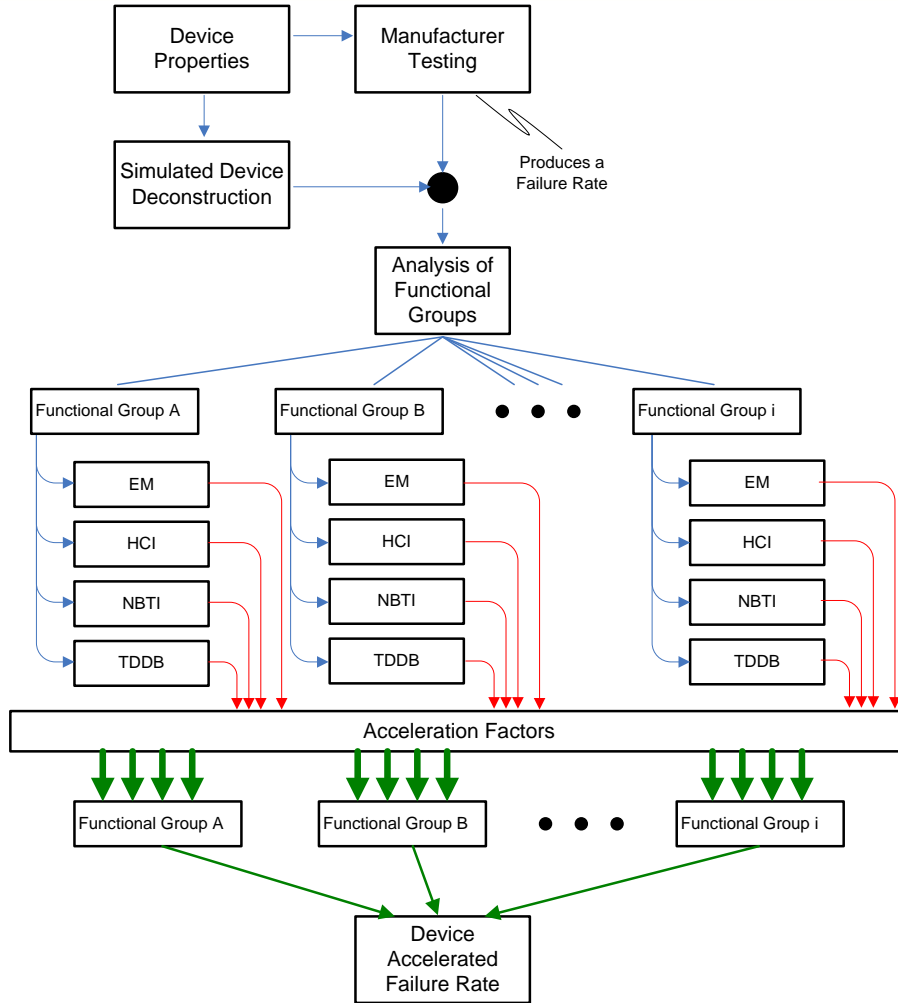 Device
Properties
Manufacturer
Testing
Simulated Device
Deconstruction
Produces a
Failure Rate
Analysis of
Functional
Groups
Functional Group A
Functional Group B
Functional Group i
EM
HCI
NBTI
TDDB
EM
HCI
NBTI
TDDB
EM
HCI
NBTI
TDDB
Acceleration Factors
Functional Group A
Functional Group B
Functional Group i
Device
Accelerated
Failure Rate